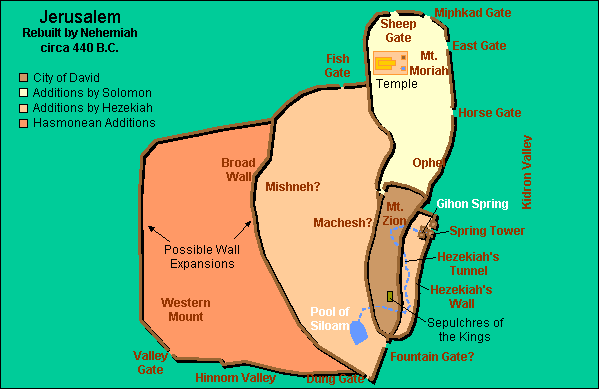 Jerusalem
Rebuilt by Nehemiah
circa 440 B.C.
City of David
Additions by Solomon
Additions by Hezekiah
Hasmonean Additions
Miphkad Gate
Sheep
Gate
East Gate
Mt.
Moriah
Fish
Gate
Temple
Horse Gate
Kidron Valley
Broad
Wall
Ophel
Mishneh?
Gihon Spring
Mt.
Zion
Machesh?
Spring Tower
Possible Wall
Expansions
Hezekiah's
Tunnel
Hezekiah's
Wall
Western
Mount
Pool of
Siloam
Sepulchres of
the Kings
Valley
Gate
Fountain Gate?
Hinnom Valley
Dung Gate